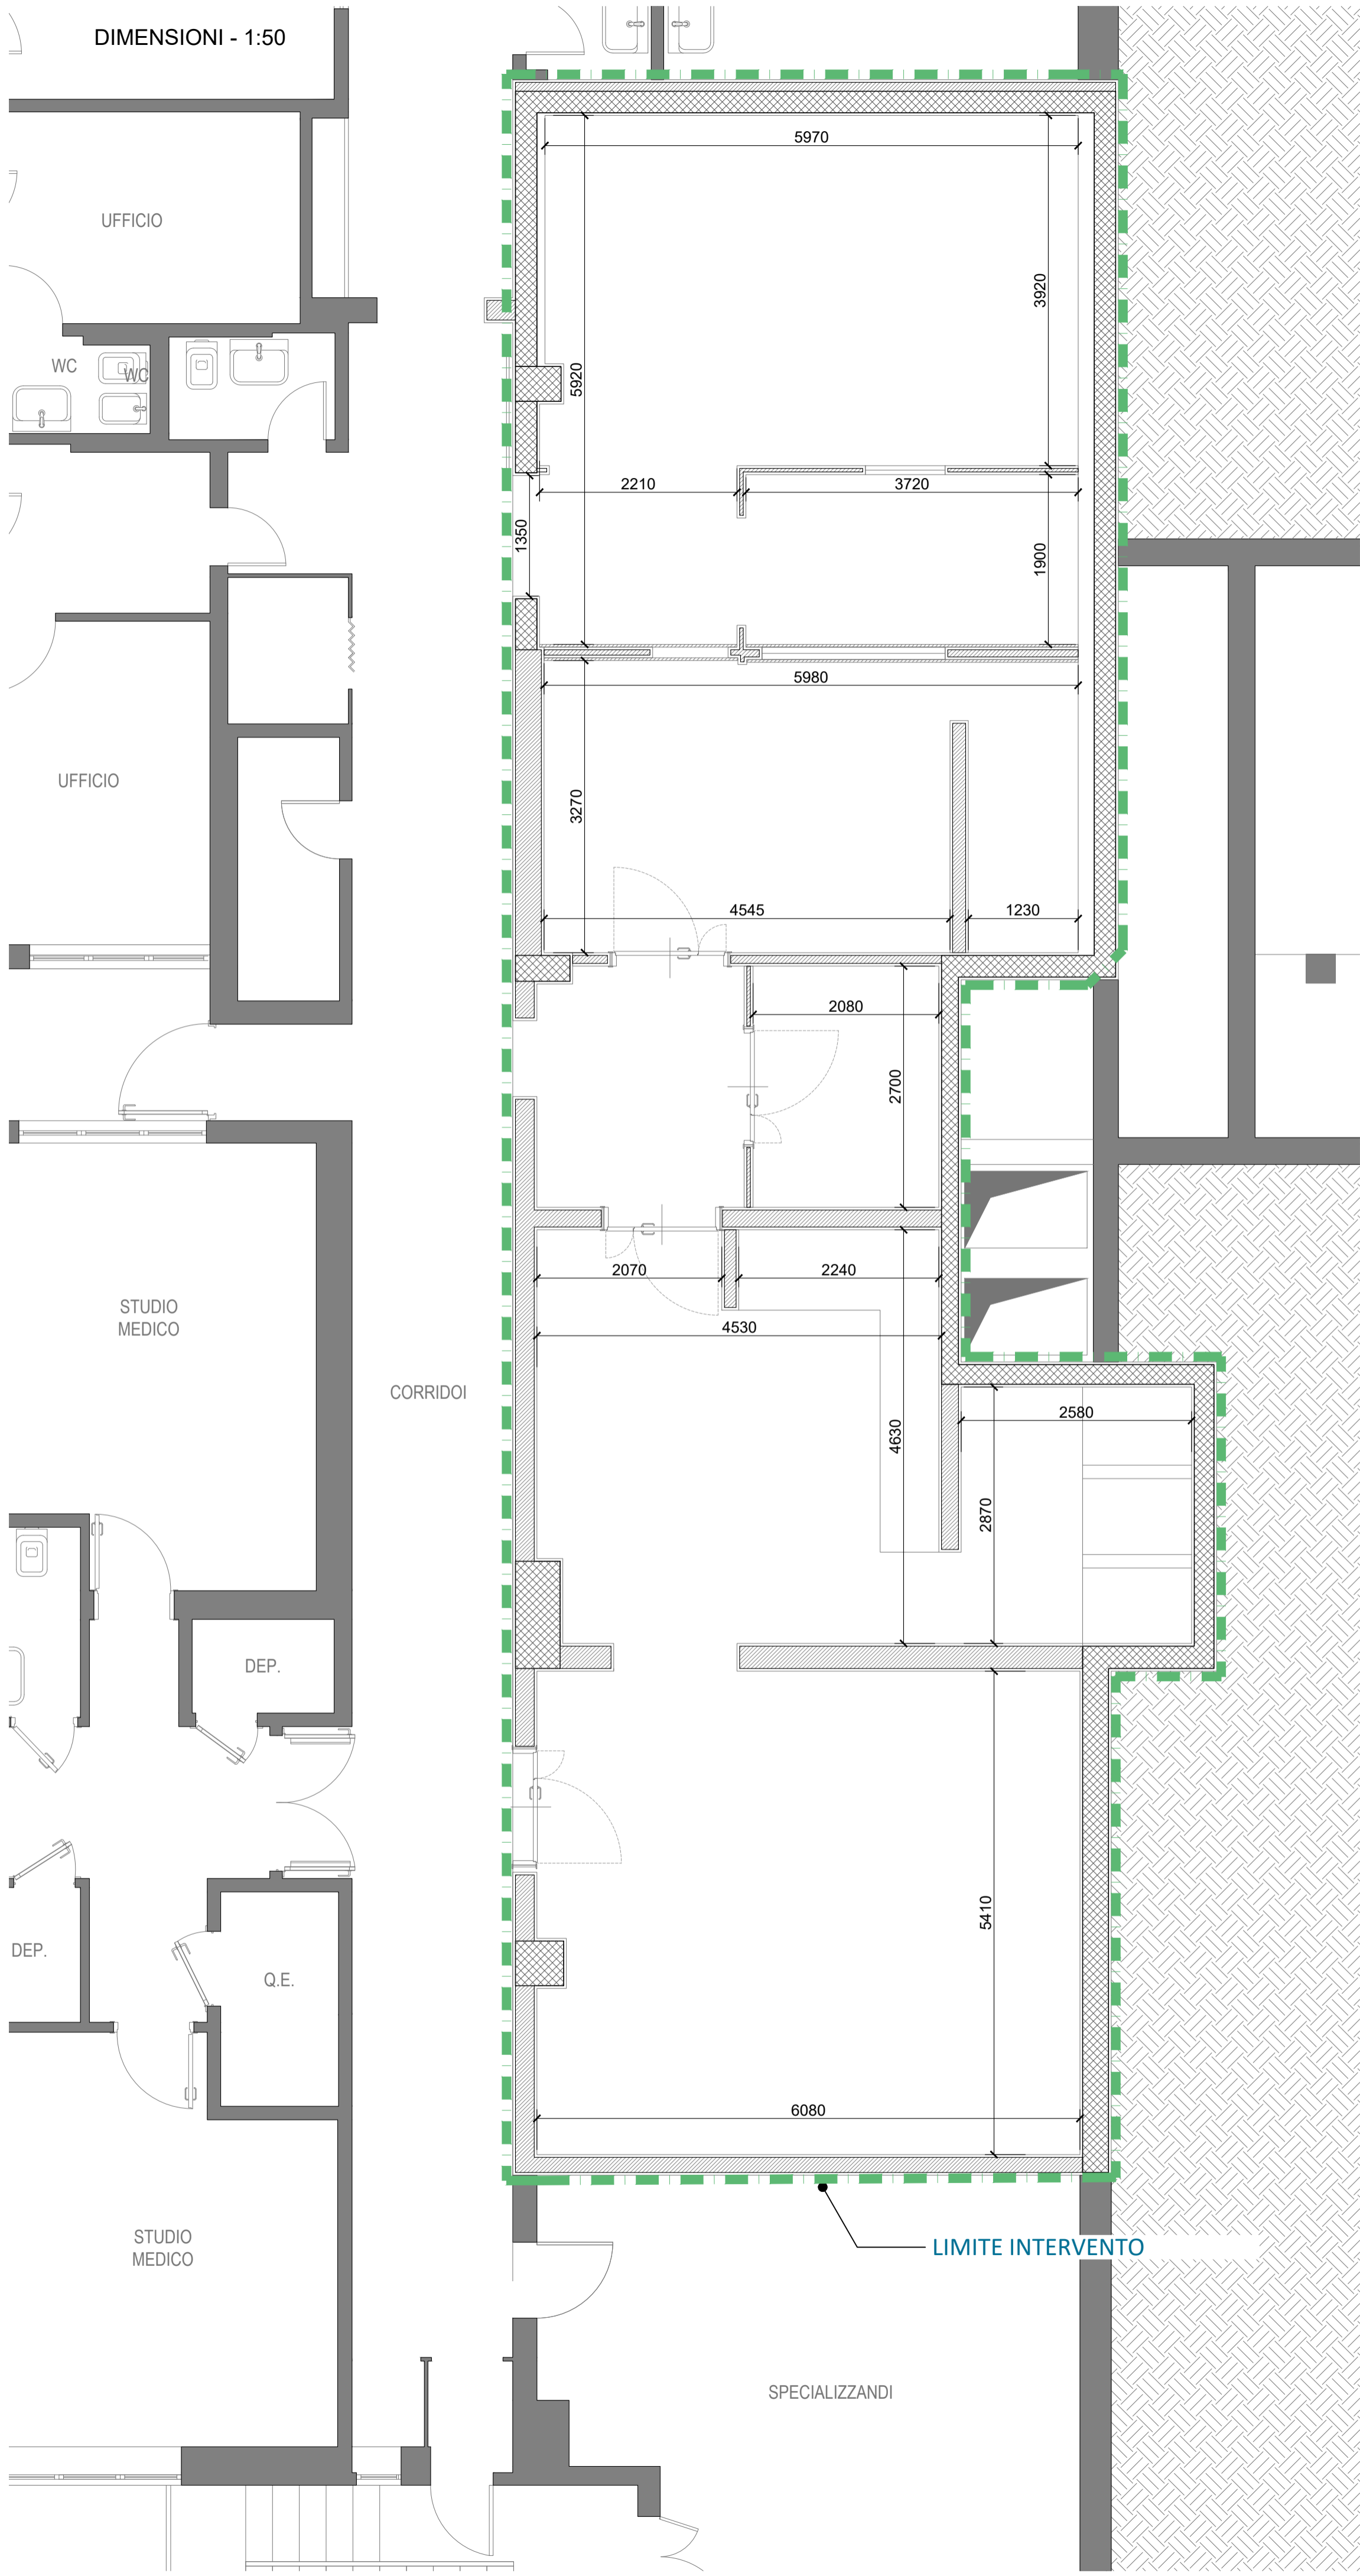 DIMENSIONI - 1:50
5970
UFFICIO
3920
WC
WC
5920
2210
3720
1350
1900
5980
UFFICIO
3270
4545
1230
2080
2700
2070
2240
STUDIO
MEDICO
4530
CORRIDOI
2580
4630
2870
DEP.
5410
DEP.
Q.E.
6080
STUDIO
MEDICO
LIMITE INTERVENTO
SPECIALIZZANDI